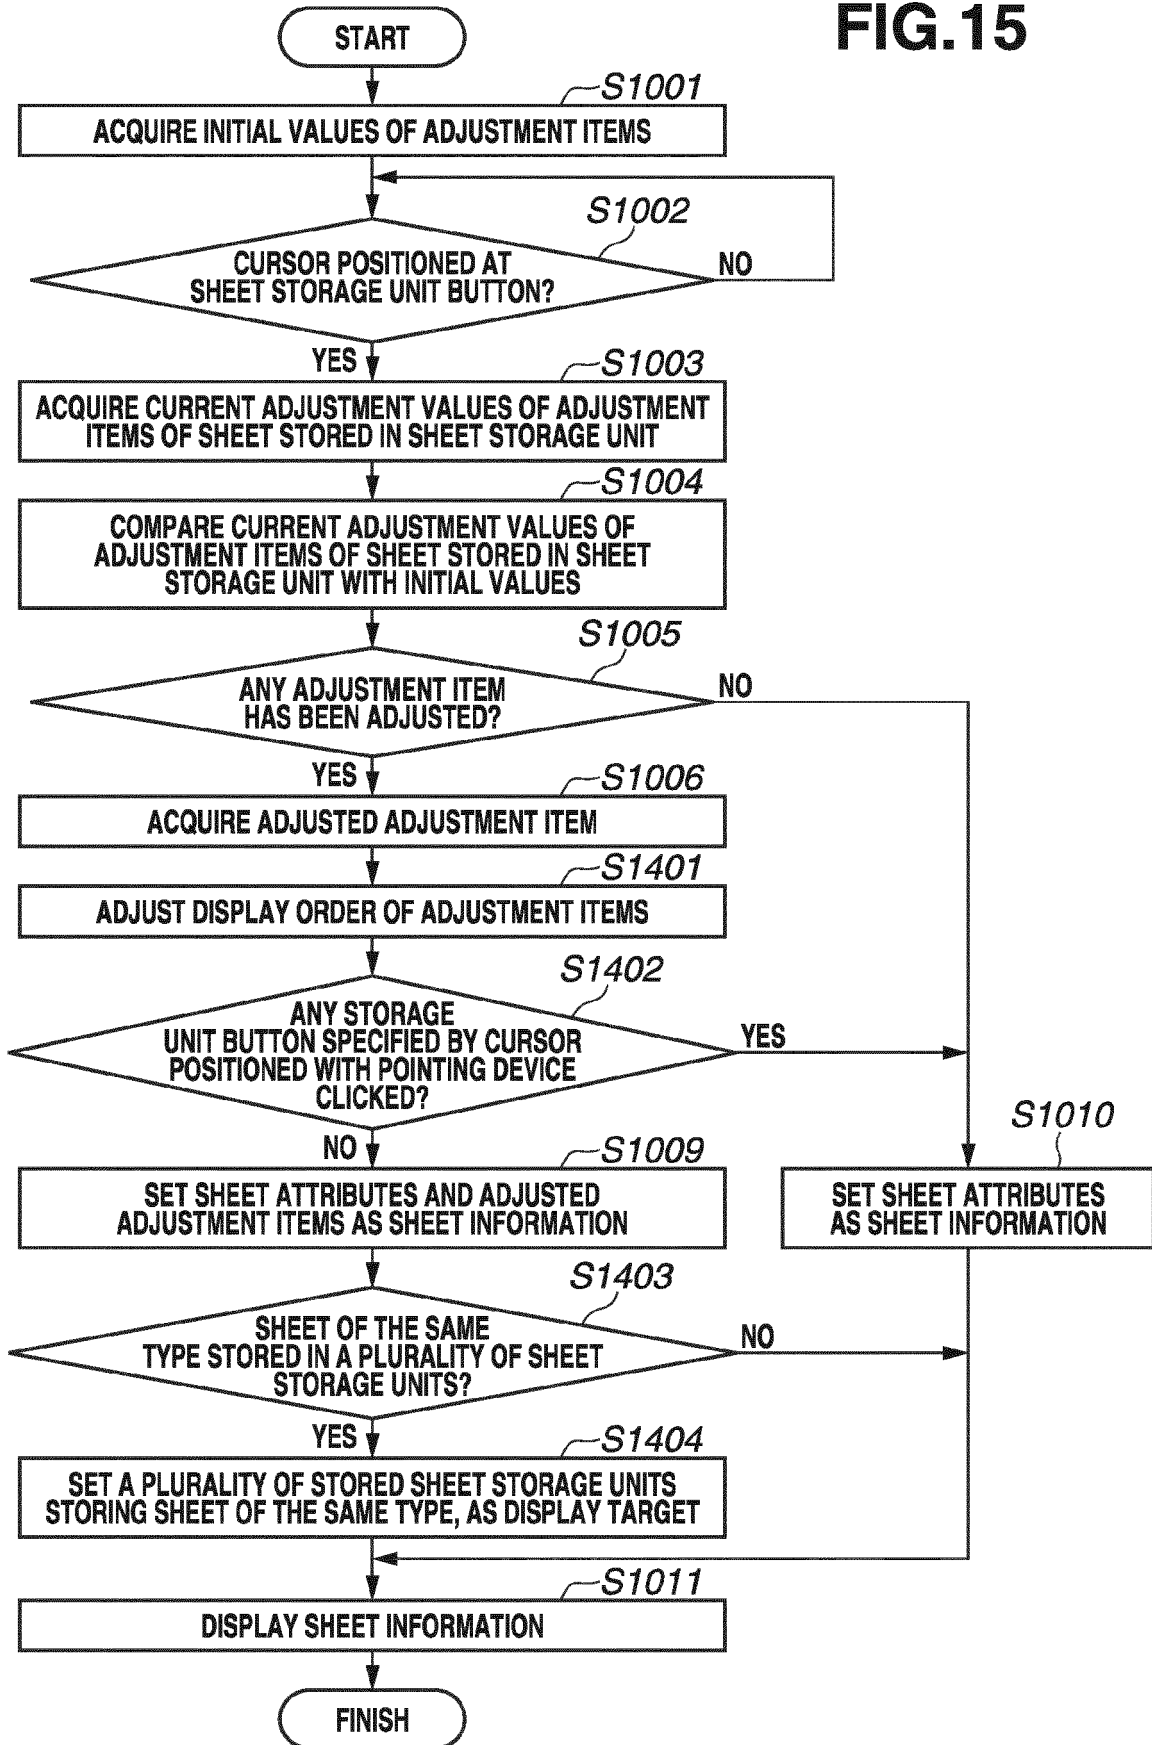 FIG.15
START
S1001
ACQUIRE INITIAL VALUES OF ADJUSTMENT ITEMS
S1002
CURSOR POSITIONED AT
SHEET STORAGE UNIT BUTTON?
NO
YES
S1003
ACQUIRE CURRENT ADJUSTMENT VALUES OF ADJUSTMENT
ITEMS OF SHEET STORED IN SHEET STORAGE UNIT
S1004
COMPARE CURRENT ADJUSTMENT VALUES OF
ADJUSTMENT ITEMS OF SHEET STORED IN SHEET
STORAGE UNIT WITH INITIAL VALUES
S1005
ANY ADJUSTMENT ITEM
HAS BEEN ADJUSTED?
NO
YES
S1006
ACQUIRE ADJUSTED ADJUSTMENT ITEM
S1401
ADJUST DISPLAY ORDER OF ADJUSTMENT ITEMS
S1402
ANY STORAGE
UNIT BUTTON SPECIFIED BY CURSOR
POSITIONED WITH POINTING DEVICE
CLICKED?
YES
NO
S1009
SET SHEET ATTRIBUTES AND ADJUSTED
ADJUSTMENT ITEMS AS SHEET INFORMATION
S1010
SET SHEET ATTRIBUTES
AS SHEET INFORMATION
S1403
SHEET OF THE SAME
TYPE STORED IN A PLURALITY OF SHEET
STORAGE UNITS?
NO
YES
S1404
SET A PLURALITY OF STORED SHEET STORAGE UNITS
STORING SHEET OF THE SAME TYPE, AS DISPLAY TARGET
S1011
DISPLAY SHEET INFORMATION
FINISH